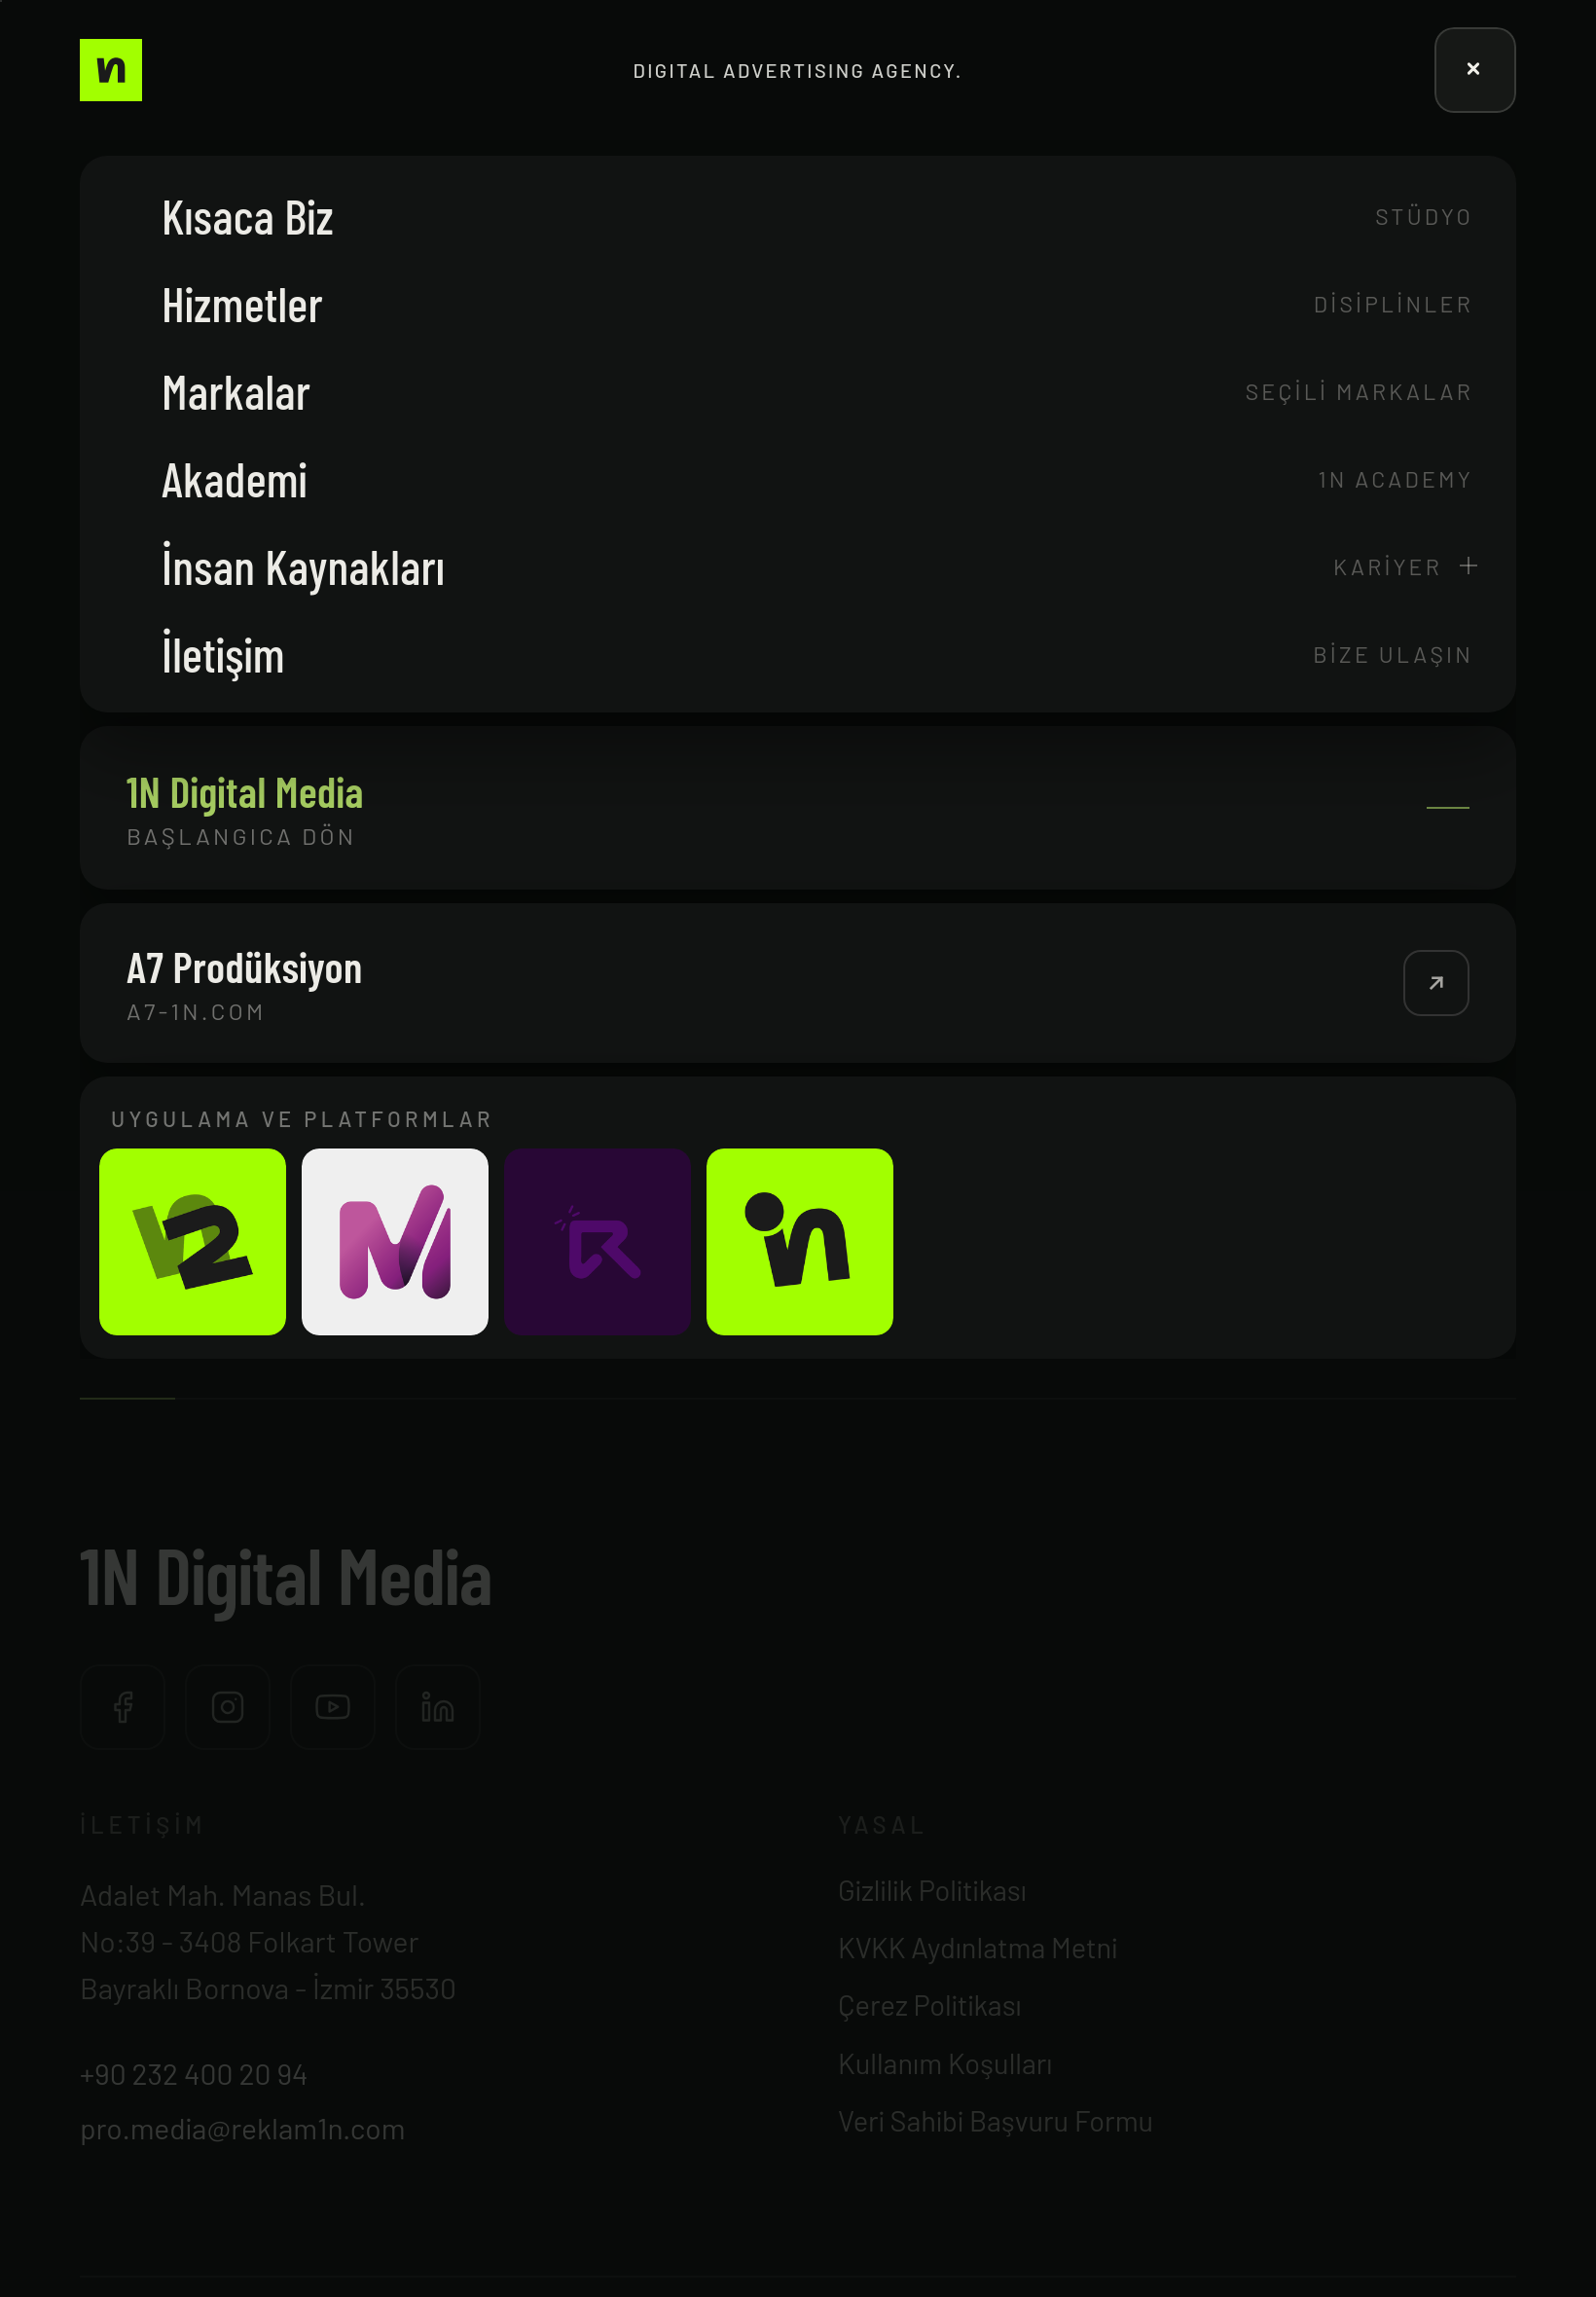 n
DIGITAL ADVERTISING AGENCY.
Kısaca Biz
STÜDYO
Hizmetler
DİSİPLİNLER
Markalar
SEÇİLİ MARKALAR
Akademi
1N ACADEMY
İnsan Kaynakları
KARİYER +
İletişim
BİZE ULAŞIN
1N Digital Media
BAŞLANGICA DÖN
A7 Prodüksiyon
A7-1N.COM
UYGULAMA VE PLATFORMLAR
1N Digital Media
İLETİŞİM
Adalet Mah. Manas Bul.
No:39 - 3408 Folkart Tower
Bayraklı Bornova - İzmir 35530
+90 232 400 20 94
pro.media@reklam1n.com
YASAL
Gizlilik Politikası
KVKK Aydınlatma Metni
Çerez Politikası
Kullanım Koşulları
Veri Sahibi Başvuru Formu